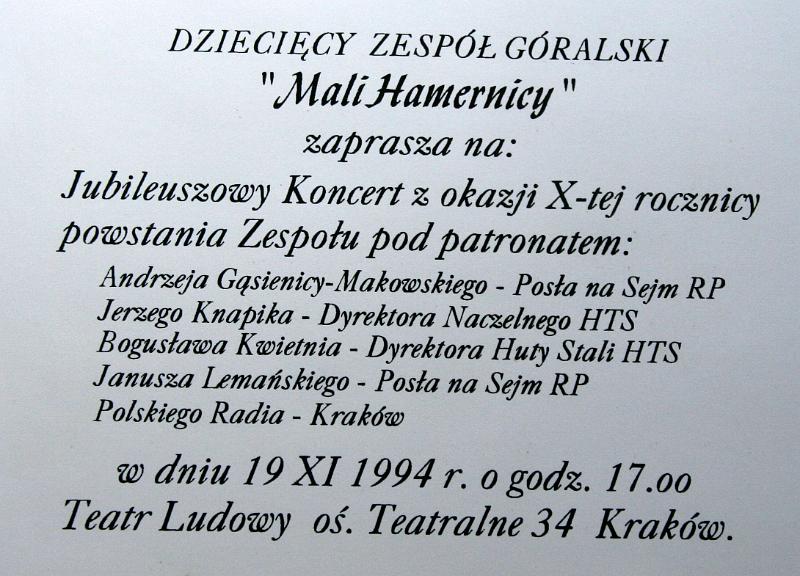 DZIECIĘCY ZESPÓŁ GÓRALSKI
"Mali Hamernicy"
zaprasza na:
Jubileuszowy Koncert z okazji X-tej rocznicy
powstania Zespołu pod patronatem:
Andrzeja Gąsienicy-Makowskiego - Posła na Sejm RP
Jerzego Knapika - Dyrektora Naczelnego HTS
Bogusława Kwietnia - Dyrektora Huty Stali HTS
Janusza Lemańskiego - Posła na Sejm RP
Polskiego Radia - Kraków
w dniu 19 XI 1994 r. o godz. 17.oo
Teatr Ludowy oś. Teatralne 34 Kraków.